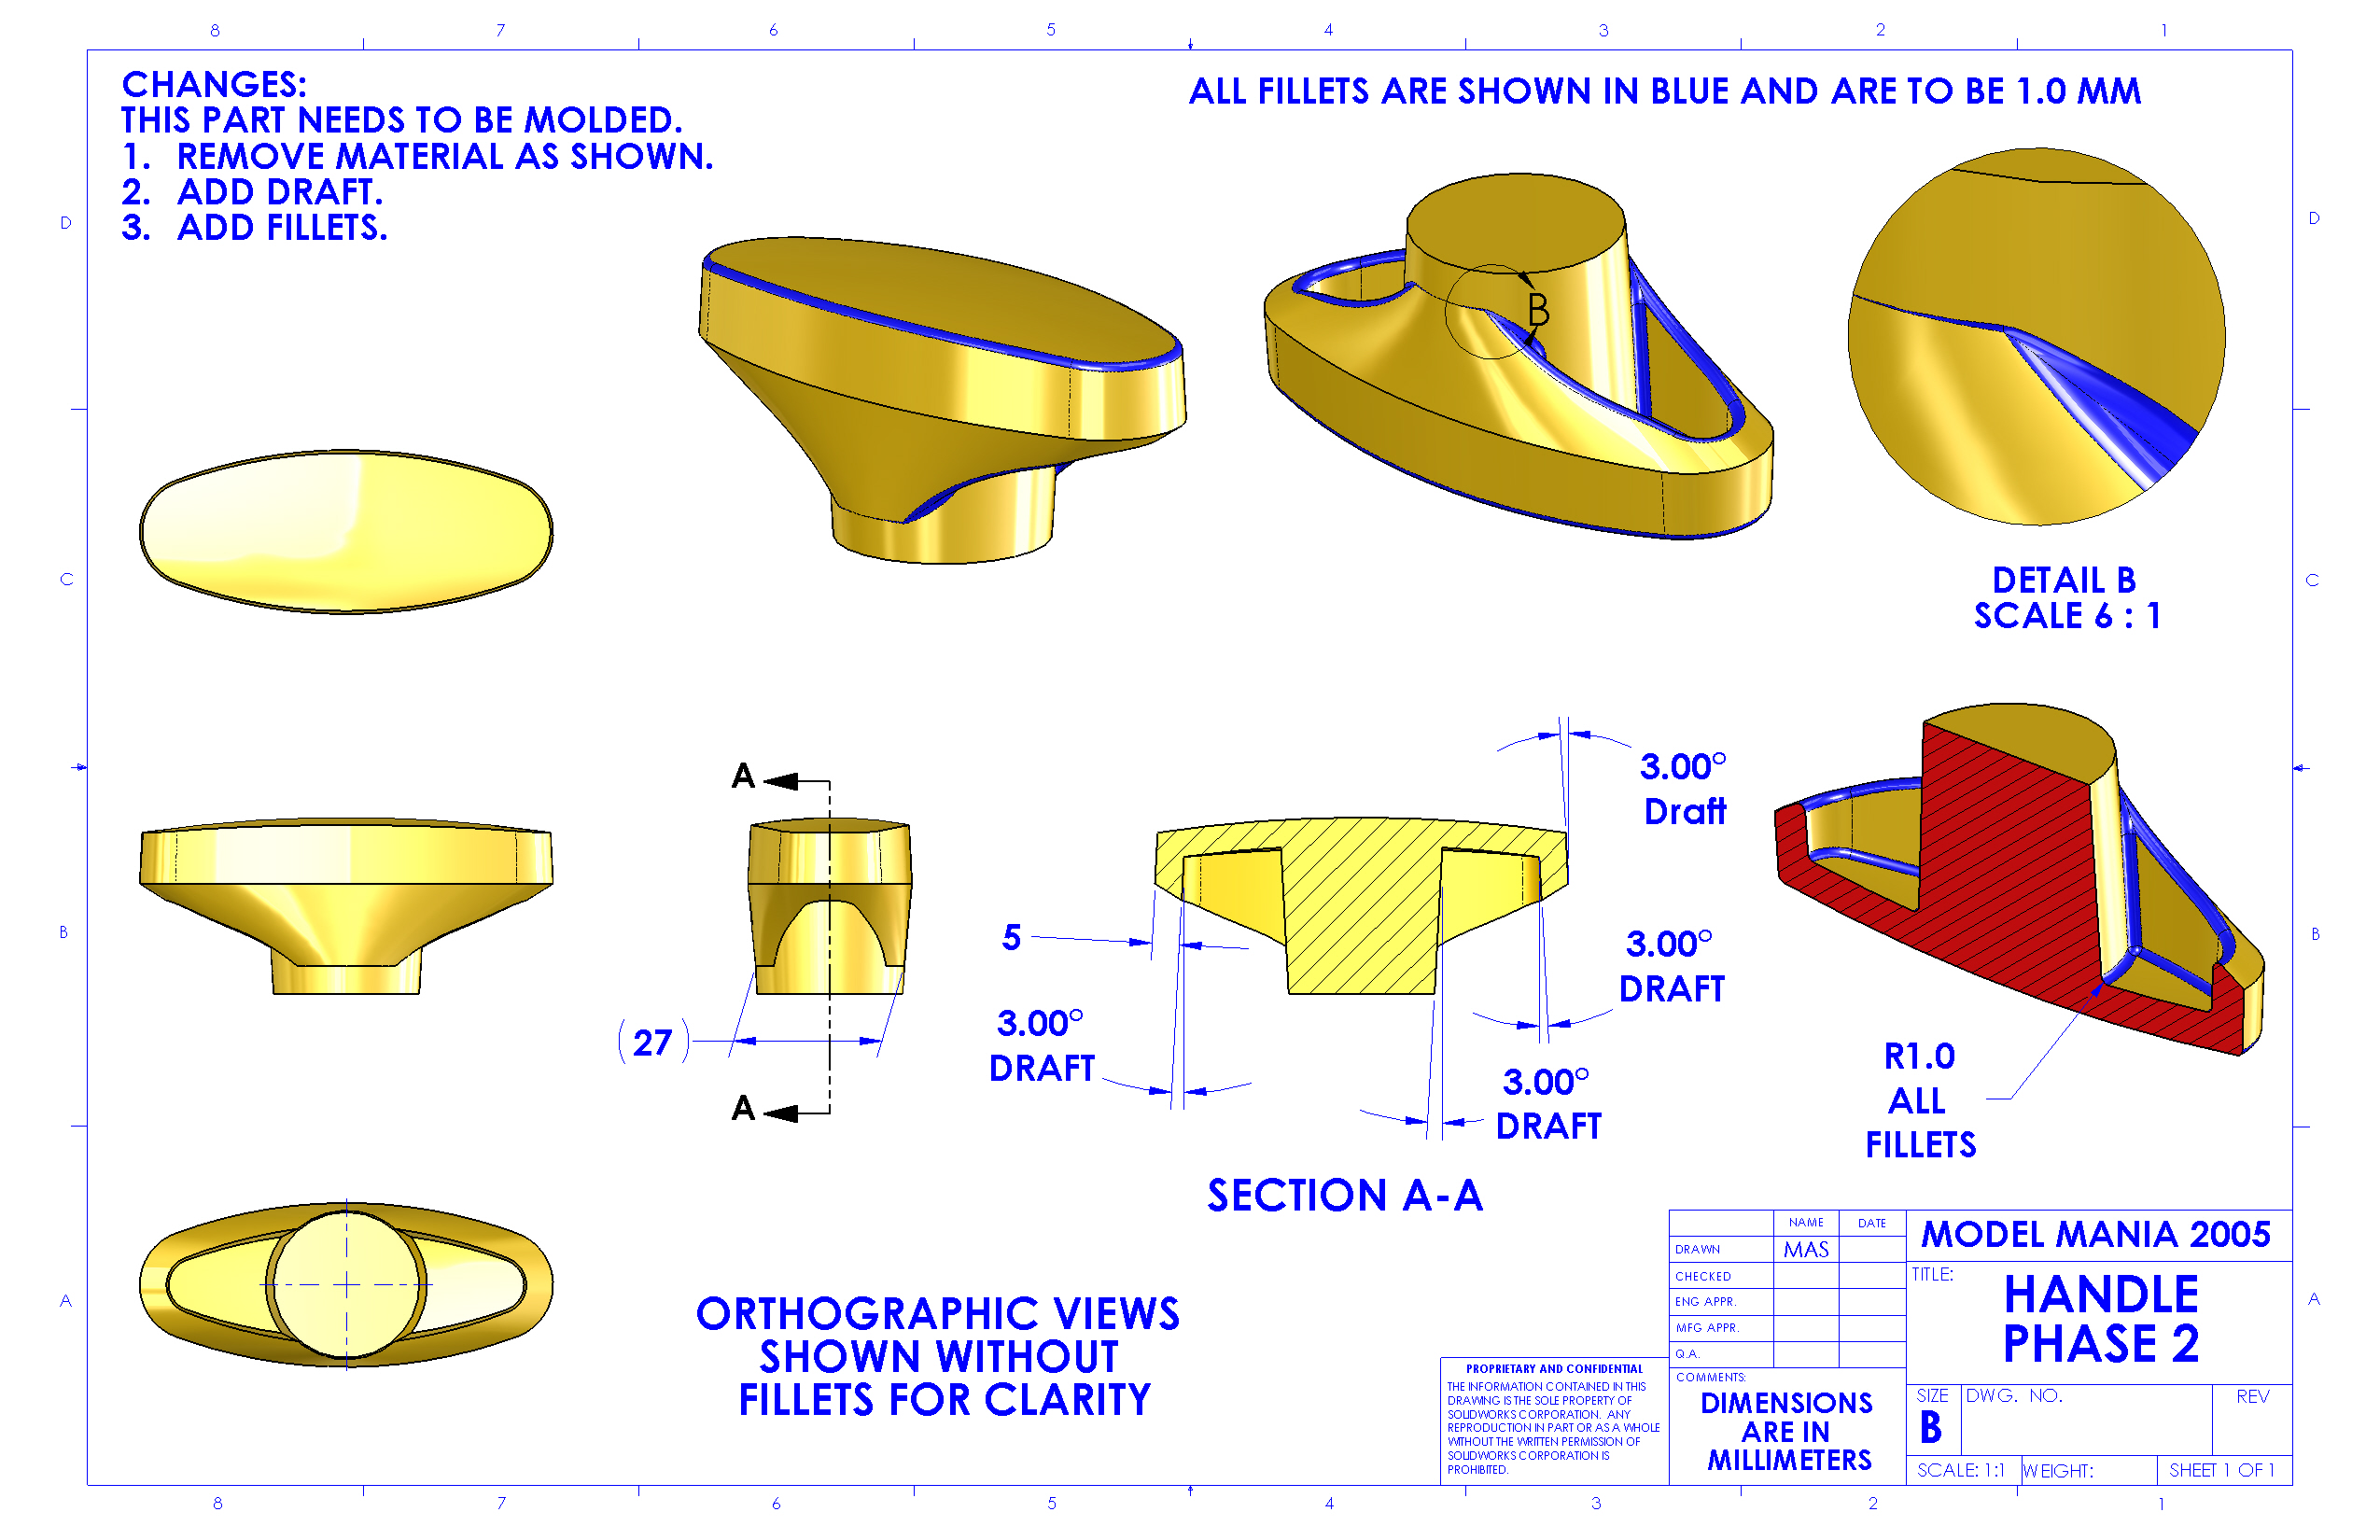 8 7 6 5 4 3 2 1
CHANGES:
THIS PART NEEDS TO BE MOLDED.
1. REMOVE MATERIAL AS SHOWN.
2. ADD DRAFT.
3. ADD FILLETS.
ALL FILLETS ARE SHOWN IN BLUE AND ARE TO BE 1.0 MM
D D
B
C C
DETAIL B
SCALE 6 : 1
A
3.00°
Draft
B B
5
3.00°
DRAFT
(27)
3.00°
DRAFT
A
3.00°
DRAFT
R1.0
ALL
FILLETS
SECTION A-A
A A
ORTHOGRAPHIC VIEWS
SHOWN WITHOUT
FILLETS FOR CLARITY
NAME DATE
DRAWN MAS
CHECKED
ENG APPR.
MFG APPR.
Q.A.
COMMENTS:
DIMENSIONS
ARE IN
MILLIMETERS
PROPRIETARY AND CONFIDENTIAL
THE INFORMATION CONTAINED IN THIS
DRAWING IS THE SOLE PROPERTY OF
SOLIDWORKS CORPORATION. ANY
REPRODUCTION IN PART OR AS A WHOLE
WITHOUT THE WRITTEN PERMISSION OF
SOLIDWORKS CORPORATION IS
PROHIBITED.
MODEL MANIA 2005
TITLE:
HANDLE
PHASE 2
SIZE DWG. NO. REV
B
SCALE: 1:1 WEIGHT: SHEET 1 OF 1
8 7 6 5 4 3 2 1